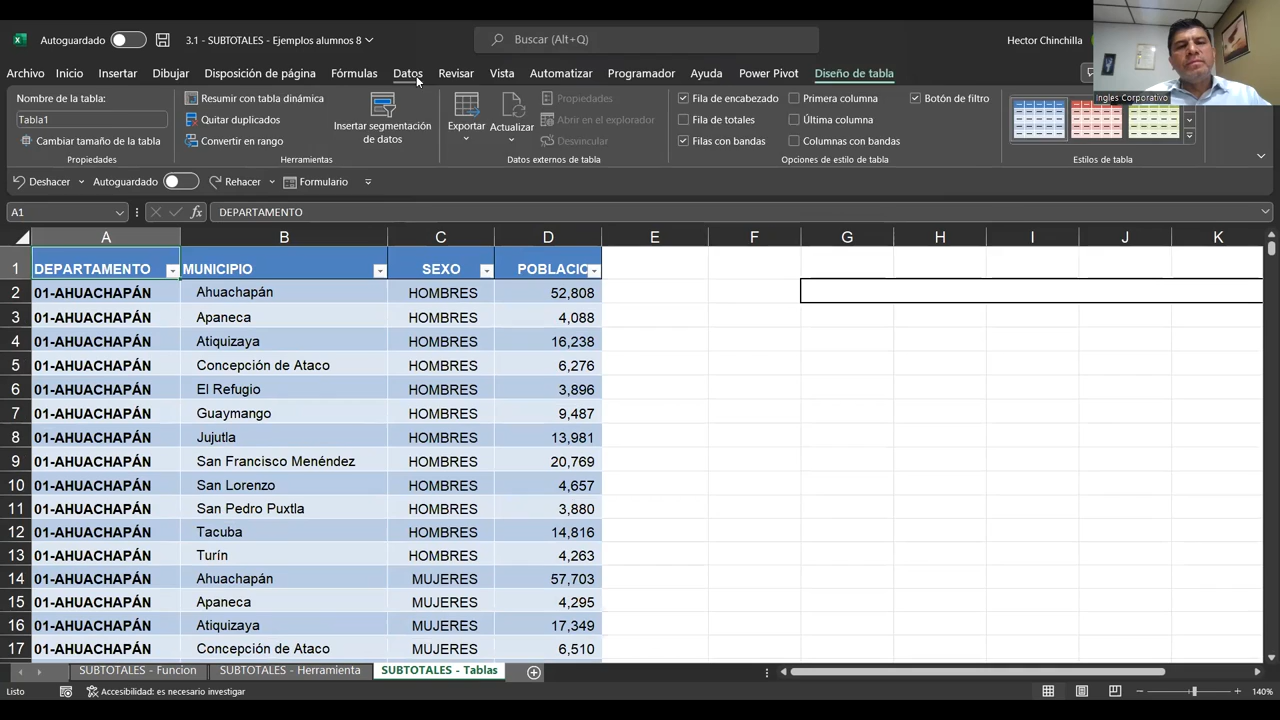 Autoguardado 3.1 - SUBTOTALES - Ejemplos alumnos 8 Buscar (Alt+Q) Hector Chinchilla
Ingles Corporativo
Archivo Inicio Insertar Dibujar Disposición de página Fórmulas Datos Revisar Vista Automatizar Programador Ayuda Power Pivot Diseño de tabla
Nombre de la tabla:
Tabla1
Cambiar tamaño de la tabla
Propiedades
Resumir con tabla dinámica
Quitar duplicados
Convertir en rango
Insertar segmentación
de datos
Herramientas
Exportar
Actualizar
Propiedades
Abrir en el explorador
Desvincular
Datos externos de tabla
Fila de encabezado
Fila de totales
Filas con bandas
Primera columna
Última columna
Columnas con bandas
Botón de filtro
Opciones de estilo de tabla
Estilos de tabla
Deshacer Autoguardado Rehacer Formulario
A1 fx DEPARTAMENTO
A B C D E F G H I J K
1 DEPARTAMENTO MUNICIPIO SEXO POBLACIO
2 01-AHUACHAPÁN Ahuachapán HOMBRES 52,808
3 01-AHUACHAPÁN Apaneca HOMBRES 4,088
4 01-AHUACHAPÁN Atiquizaya HOMBRES 16,238
5 01-AHUACHAPÁN Concepción de Ataco HOMBRES 6,276
6 01-AHUACHAPÁN El Refugio HOMBRES 3,896
7 01-AHUACHAPÁN Guaymango HOMBRES 9,487
8 01-AHUACHAPÁN Jujutla HOMBRES 13,981
9 01-AHUACHAPÁN San Francisco Menéndez HOMBRES 20,769
10 01-AHUACHAPÁN San Lorenzo HOMBRES 4,657
11 01-AHUACHAPÁN San Pedro Puxtla HOMBRES 3,880
12 01-AHUACHAPÁN Tacuba HOMBRES 14,816
13 01-AHUACHAPÁN Turín HOMBRES 4,263
14 01-AHUACHAPÁN Ahuachapán MUJERES 57,703
15 01-AHUACHAPÁN Apaneca MUJERES 4,295
16 01-AHUACHAPÁN Atiquizaya MUJERES 17,349
17 01-AHUACHAPÁN Concepción de Ataco MUJERES 6,510
SUBTOTALES - Funcion SUBTOTALES - Herramienta SUBTOTALES - Tablas
Listo Accesibilidad: es necesario investigar 140%